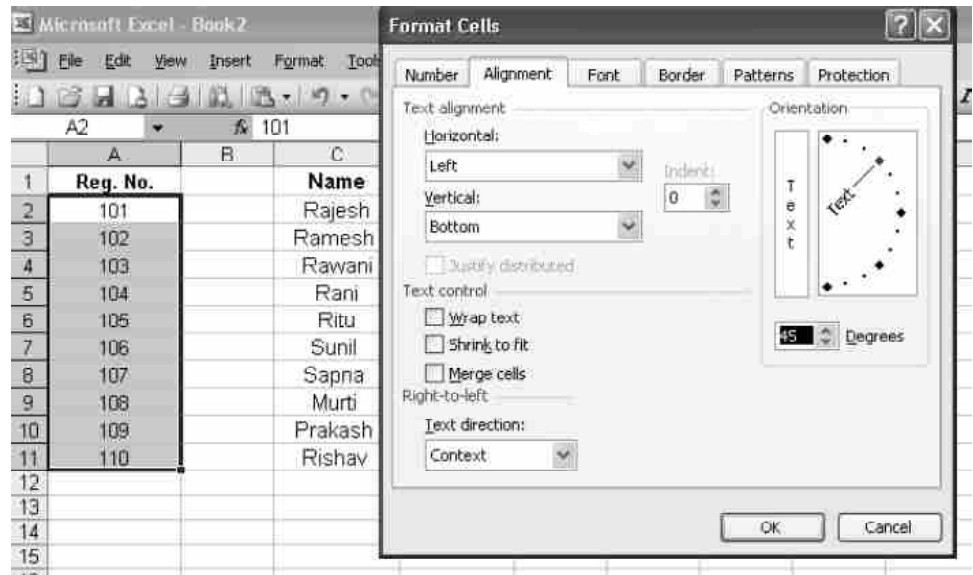 Microsoft Excel - Book2
File Edit View Insert Format Tools
A2 fx 101
A B C
1 Reg. No. Name
2 101 Rajesh
3 102 Ramesh
4 103 Rawani
5 104 Rani
6 105 Ritu
7 106 Sunil
8 107 Sapna
9 108 Murti
10 109 Prakash
11 110 Rishav
12
13
14
15
Format Cells
Number Alignment Font Border Patterns Protection
Text alignment
Horizontal:
Left
Indent:
0
Vertical:
Bottom
Justify distributed
Text control
Wrap text
Shrink to fit
Merge cells
Right-to-left
Text direction:
Context
Orientation
Text
Text
45 Degrees
OK Cancel
I